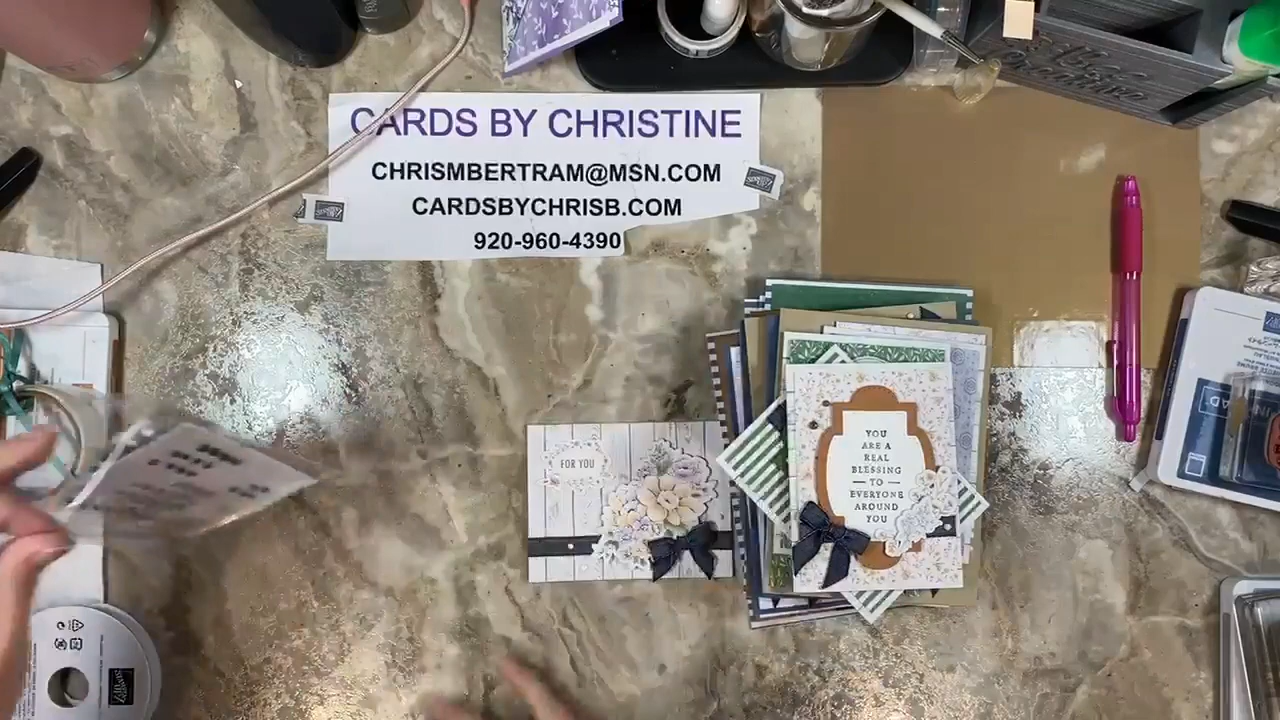 CARDS BY CHRISTINE
CHRISMBERTRAM@MSN.COM
CARDSBYCHRISB.COM
920-960-4390
FOR YOU
YOU
ARE A
REAL
BLESSING
TO
EVERYONE
AROUND
YOU